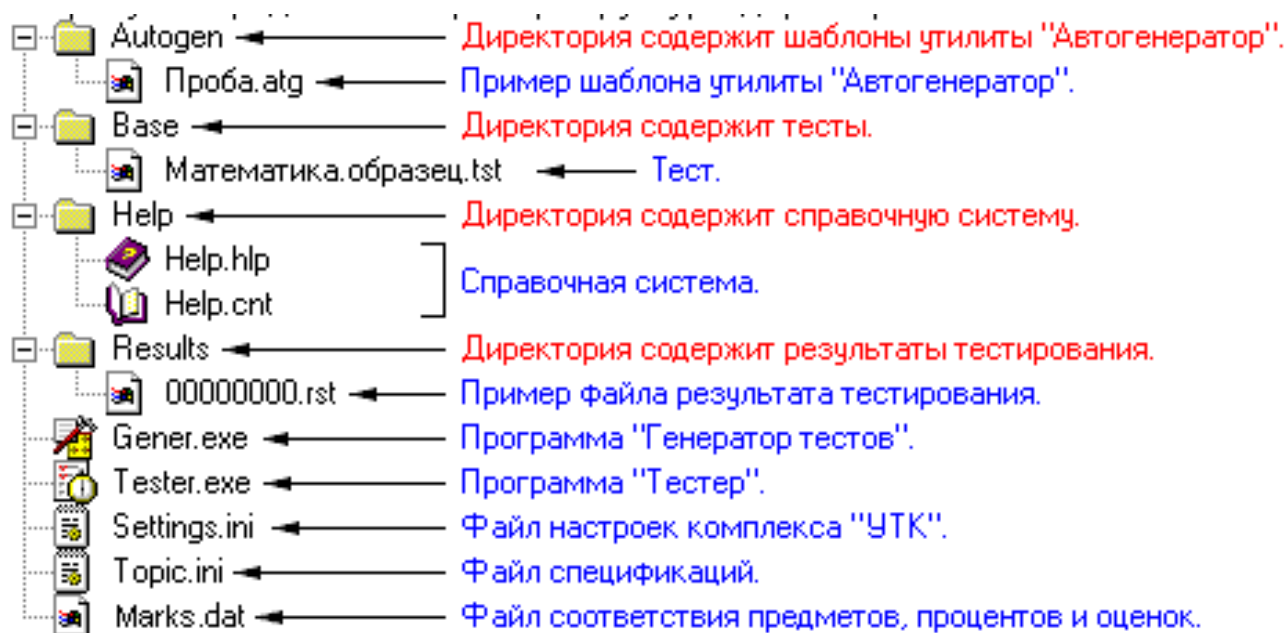 Autogen Директория содержит шаблоны утилиты "Автогенератор".
Проба.atg Пример шаблона утилиты "Автогенератор".
Base Директория содержит тесты.
Математика.образец.tst Тест.
Help Директория содержит справочную систему.
Help.hlp
Справочная система.
Help.cnt
Results Директория содержит результаты тестирования.
00000000.rst Пример файла результата тестирования.
Gener.exe Программа "Генератор тестов".
Tester.exe Программа "Тестер".
Settings.ini Файл настроек комплекса "УТК".
Topic.ini Файл спецификаций.
Marks.dat Файл соответствия предметов, процентов и оценок.